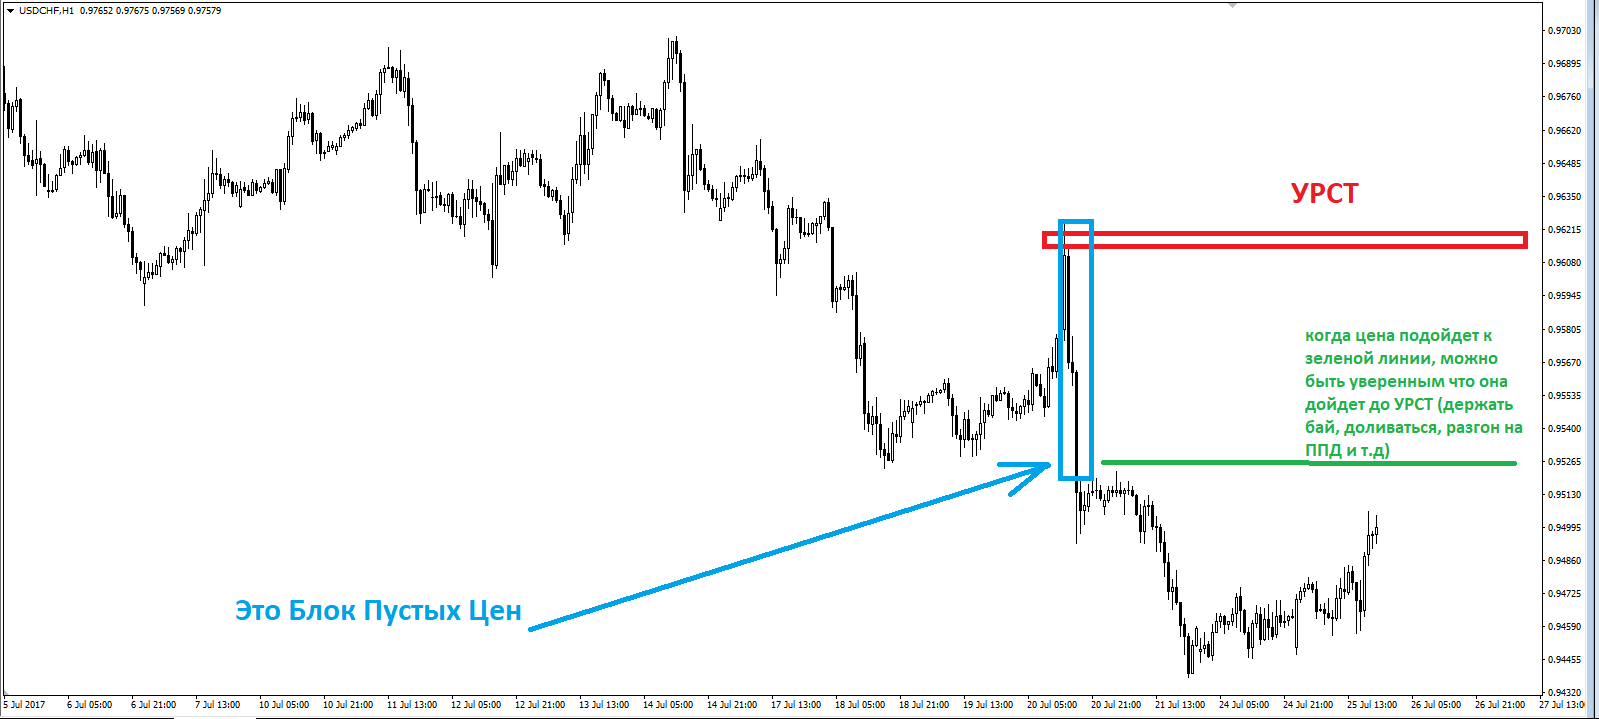 USDCHF,H1 0.97652 0.97675 0.97569 0.97579
0.97030
0.96895
0.96760
0.96620
0.96485
0.96350
0.96215
0.96080
0.95945
0.95805
0.95670
0.95535
0.95400
0.95265
0.95130
0.94995
0.94860
0.94725
0.94590
0.94455
0.94320
УРСТ
когда цена подойдет к
зеленой линии, можно
быть уверенным что она
дойдет до УРСТ (держать
бай, доливаться, разгон на
ППД и т.д)
Это Блок Пустых Цен
5 Jul 2017 6 Jul 05:00 6 Jul 21:00 7 Jul 13:00 10 Jul 05:00 10 Jul 21:00 11 Jul 13:00 12 Jul 05:00 12 Jul 21:00 13 Jul 13:00 14 Jul 05:00 14 Jul 21:00 17 Jul 13:00 18 Jul 05:00 18 Jul 21:00 19 Jul 13:00 20 Jul 05:00 20 Jul 21:00 21 Jul 13:00 24 Jul 05:00 24 Jul 21:00 25 Jul 13:00 26 Jul 05:00 26 Jul 21:00 27 Jul 13:00